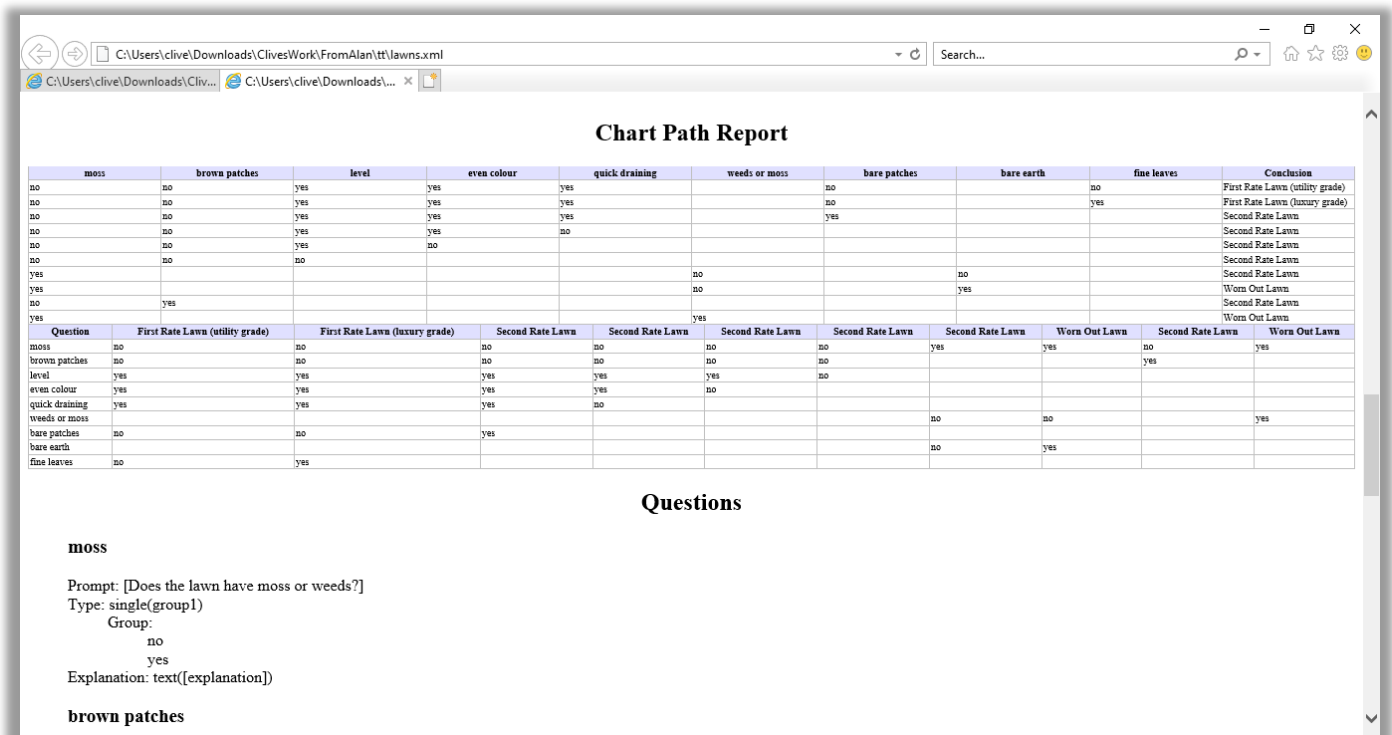 C:\Users\clive\Downloads\ClivesWork\FromAlan\tt\lawns.xml Search...
C:\Users\clive\Downloads\Cliv... C:\Users\clive\Downloads\...
Chart Path Report
moss brown patches level even colour quick draining weeds or moss bare patches bare earth fine leaves Conclusion
no no yes yes yes no no First Rate Lawn (utility grade)
no no yes yes yes no yes First Rate Lawn (luxury grade)
no no yes yes yes yes Second Rate Lawn
no no yes yes no Second Rate Lawn
no no yes no Second Rate Lawn
no no no Second Rate Lawn
yes no no Second Rate Lawn
yes no yes Worn Out Lawn
no yes Second Rate Lawn
yes yes Worn Out Lawn
Question First Rate Lawn (utility grade) First Rate Lawn (luxury grade) Second Rate Lawn Second Rate Lawn Second Rate Lawn Second Rate Lawn Second Rate Lawn Worn Out Lawn Second Rate Lawn Worn Out Lawn
moss no no no no no no yes yes no yes
brown patches no no no no no no yes
level yes yes yes yes yes no
even colour yes yes yes yes no
quick draining yes yes yes no
weeds or moss no no yes
bare patches no no yes
bare earth no yes
fine leaves no yes
Questions
moss
Prompt: [Does the lawn have moss or weeds?]
Type: single(group1)
Group:
no
yes
Explanation: text([explanation])
brown patches